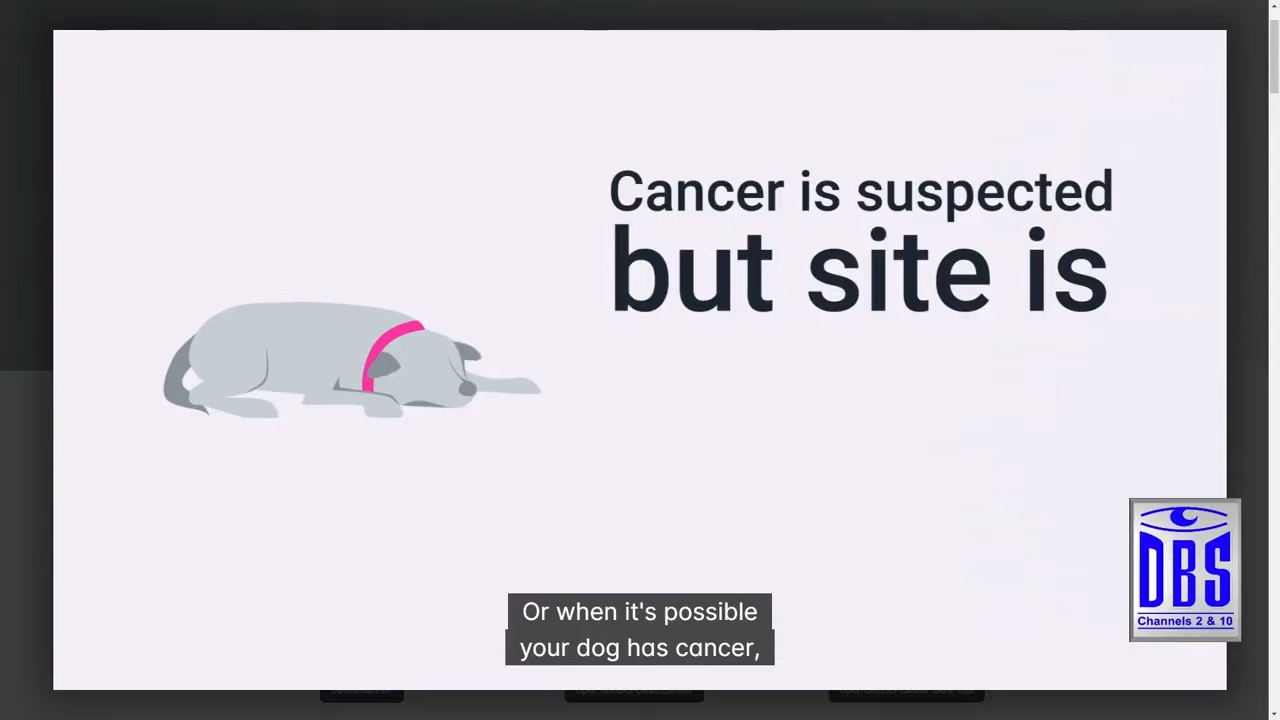 Cancer is suspected
but site is
DBS
Channels 2 & 10
Or when it's possible
your dog has cancer,